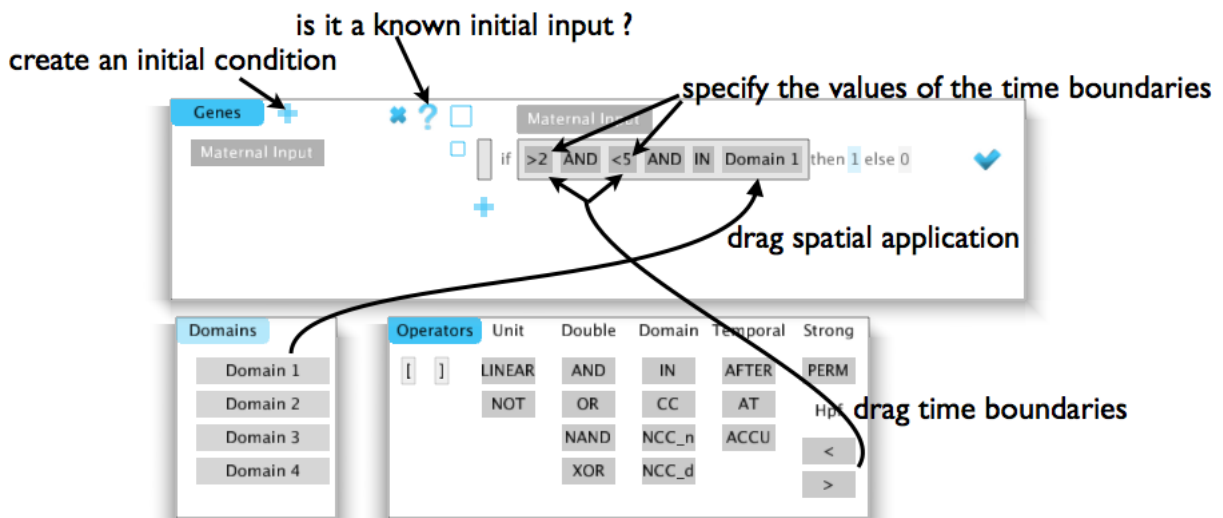 is it a known initial input ?
create an initial condition
specify the values of the time boundaries
Genes
Maternal Input
?
Maternal Input
if >2 AND <5 AND IN Domain 1 then 1 else 0
drag spatial application
Domains
Domain 1
Domain 2
Domain 3
Domain 4
Operators Unit Double Domain Temporal Strong
[ ] LINEAR AND IN AFTER PERM
NOT OR CC AT Hpf
drag time boundaries
NAND NCC_n ACCU <
XOR NCC_d >